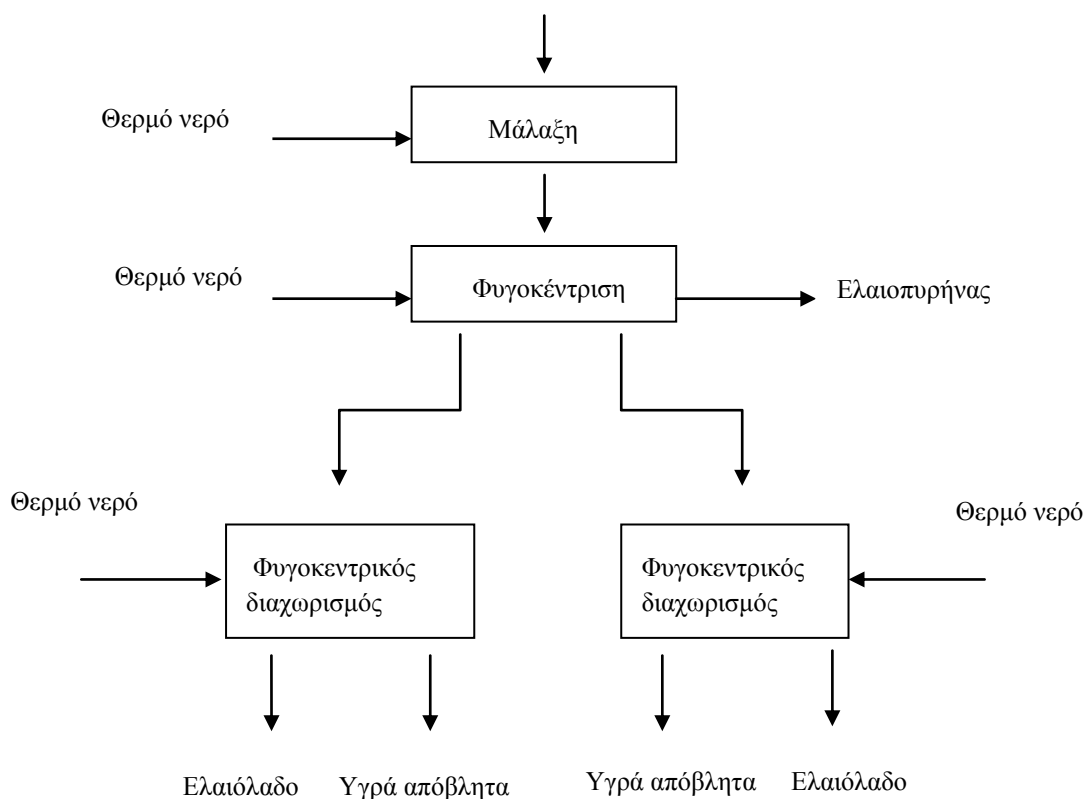 Θερμό νερό
Μάλαξη
Θερμό νερό
Φυγοκέντριση
Ελαιοπυρήνας
Θερμό νερό
Θερμό νερό
Φυγοκεντρικός
διαχωρισμός
Φυγοκεντρικός
διαχωρισμός
Ελαιόλαδο
Υγρά απόβλητα
Υγρά απόβλητα
Ελαιόλαδο